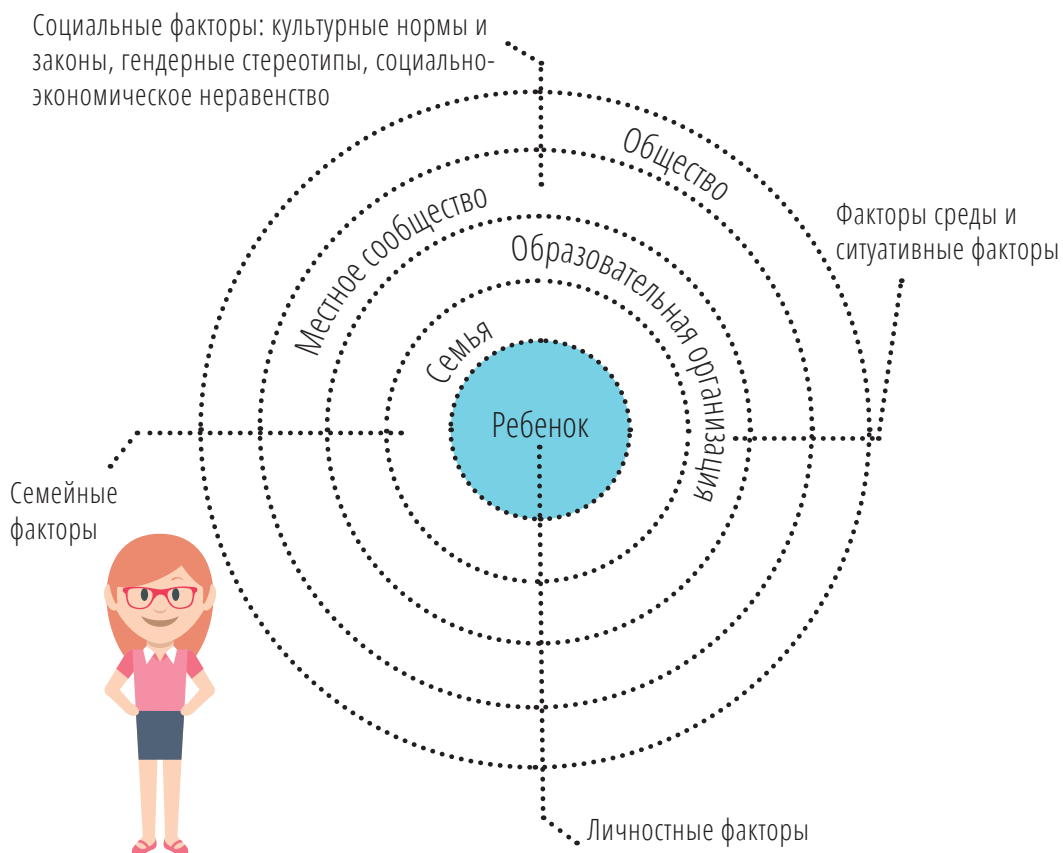 Социальные факторы: культурные нормы и
законы, гендерные стереотипы, социально-
экономическое неравенство
Общество
Местное сообщество
Факторы среды и
ситуативные факторы
Образовательная организация
Семья
Ребенок
Семейные
факторы
Личностные факторы